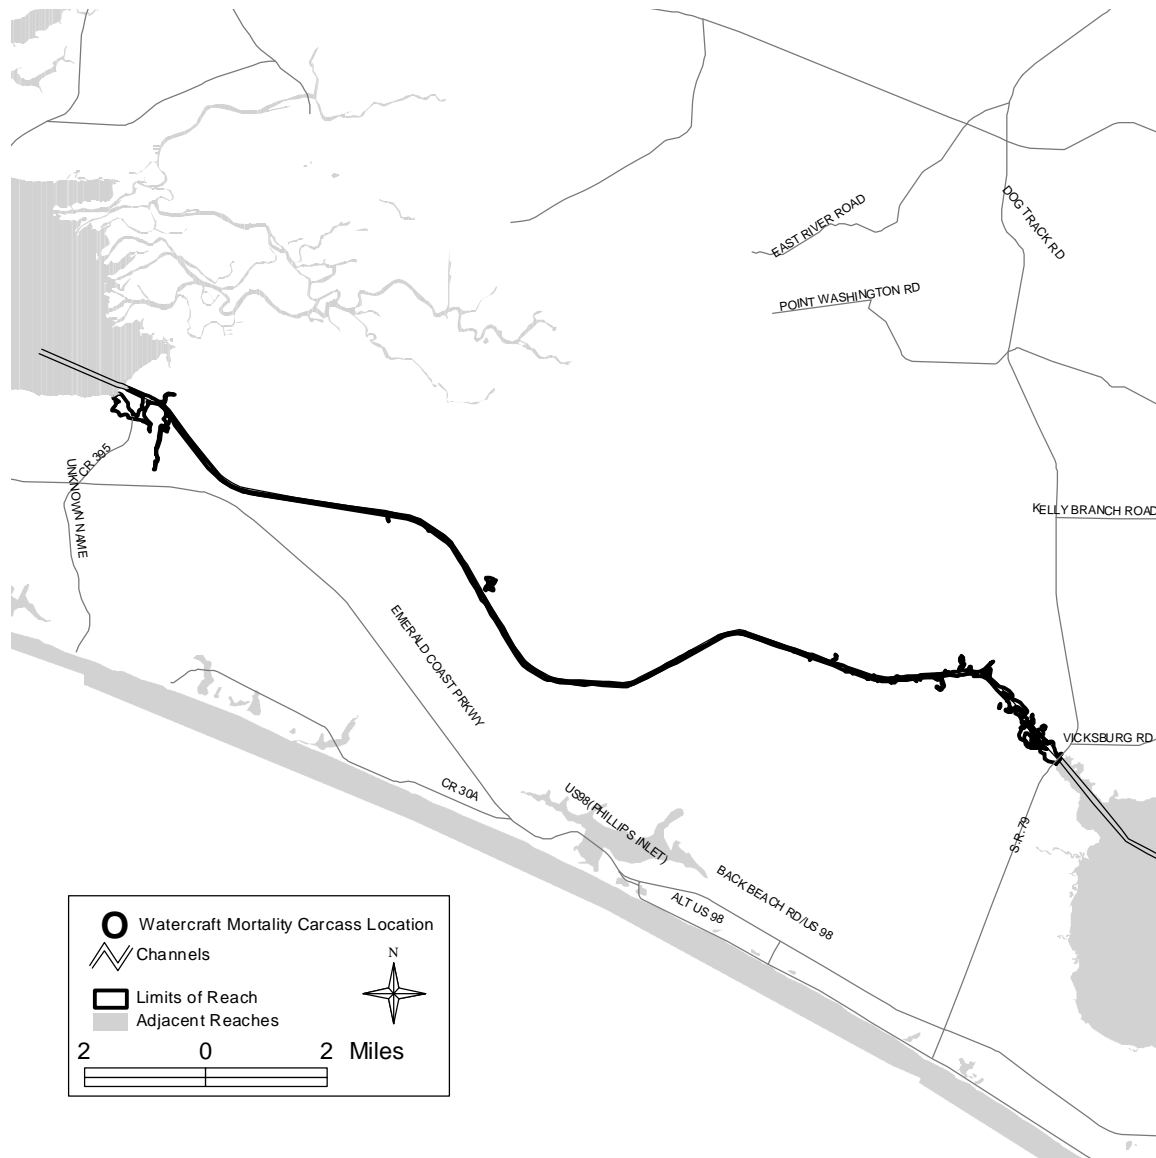 DOG TRACK RD
EAST RIVER ROAD
POINT WASHINGTON RD
CR 395
UNKNOWN NAME
KELLY BRANCH ROAD
EMERALD COAST PRKWY
VICKSBURG RD
CR 30A
US98(PHILLIPS INLET)
S.R. 79
BACK BEACH RD/US 98
ALT US 98
O Watercraft Mortality Carcass Location
Channels
N
Limits of Reach
Adjacent Reaches
2 0 2 Miles